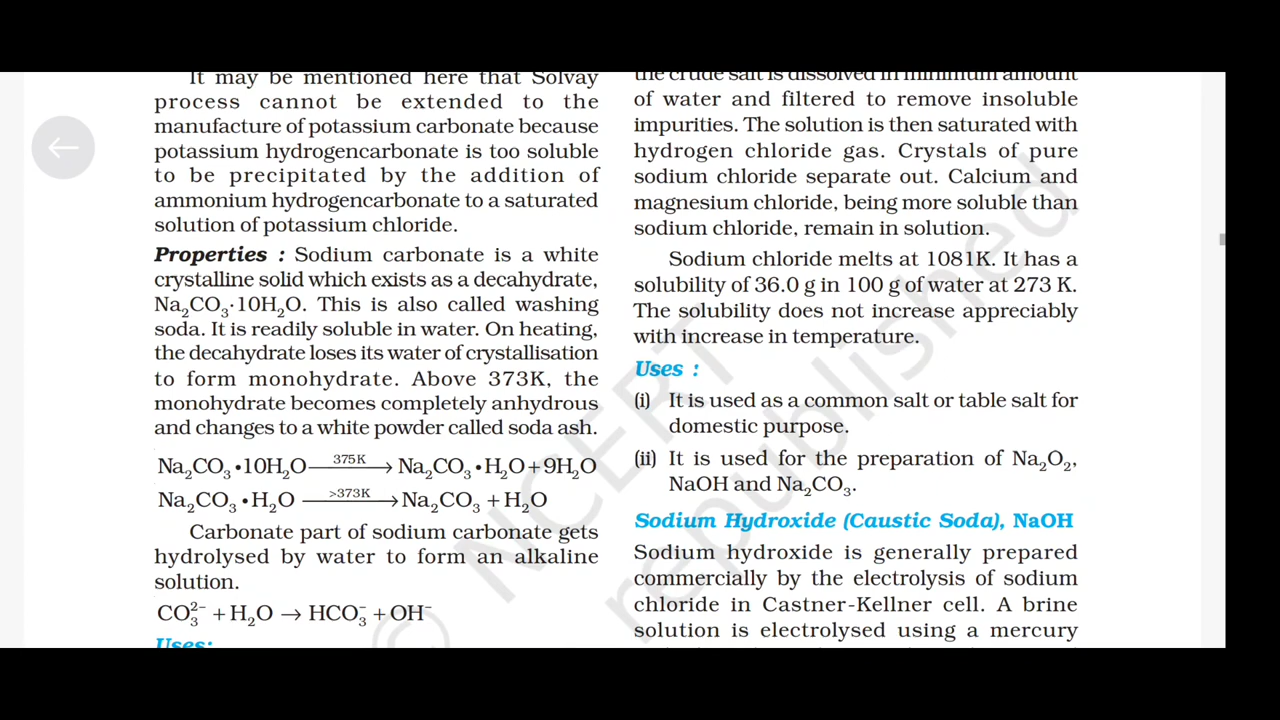 It may be mentioned here that Solvay
process cannot be extended to the
manufacture of potassium carbonate because
potassium hydrogencarbonate is too soluble
to be precipitated by the addition of
ammonium hydrogencarbonate to a saturated
solution of potassium chloride.
Properties : Sodium carbonate is a white
crystalline solid which exists as a decahydrate,
Na₂CO₃·10H₂O. This is also called washing
soda. It is readily soluble in water. On heating,
the decahydrate loses its water of crystallisation
to form monohydrate. Above 373K, the
monohydrate becomes completely anhydrous
and changes to a white powder called soda ash.
Na₂CO₃•10H₂O —375K→ Na₂CO₃•H₂O+9H₂O
Na₂CO₃•H₂O —>373K→ Na₂CO₃+H₂O
Carbonate part of sodium carbonate gets
hydrolysed by water to form an alkaline
solution.
CO₃²⁻ + H₂O → HCO₃⁻ + OH⁻
Uses:
the crude salt is dissolved in minimum amount
of water and filtered to remove insoluble
impurities. The solution is then saturated with
hydrogen chloride gas. Crystals of pure
sodium chloride separate out. Calcium and
magnesium chloride, being more soluble than
sodium chloride, remain in solution.
Sodium chloride melts at 1081K. It has a
solubility of 36.0 g in 100 g of water at 273 K.
The solubility does not increase appreciably
with increase in temperature.
Uses :
(i) It is used as a common salt or table salt for
domestic purpose.
(ii) It is used for the preparation of Na₂O₂,
NaOH and Na₂CO₃.
Sodium Hydroxide (Caustic Soda), NaOH
Sodium hydroxide is generally prepared
commercially by the electrolysis of sodium
chloride in Castner-Kellner cell. A brine
solution is electrolysed using a mercury
© NCERT
republished